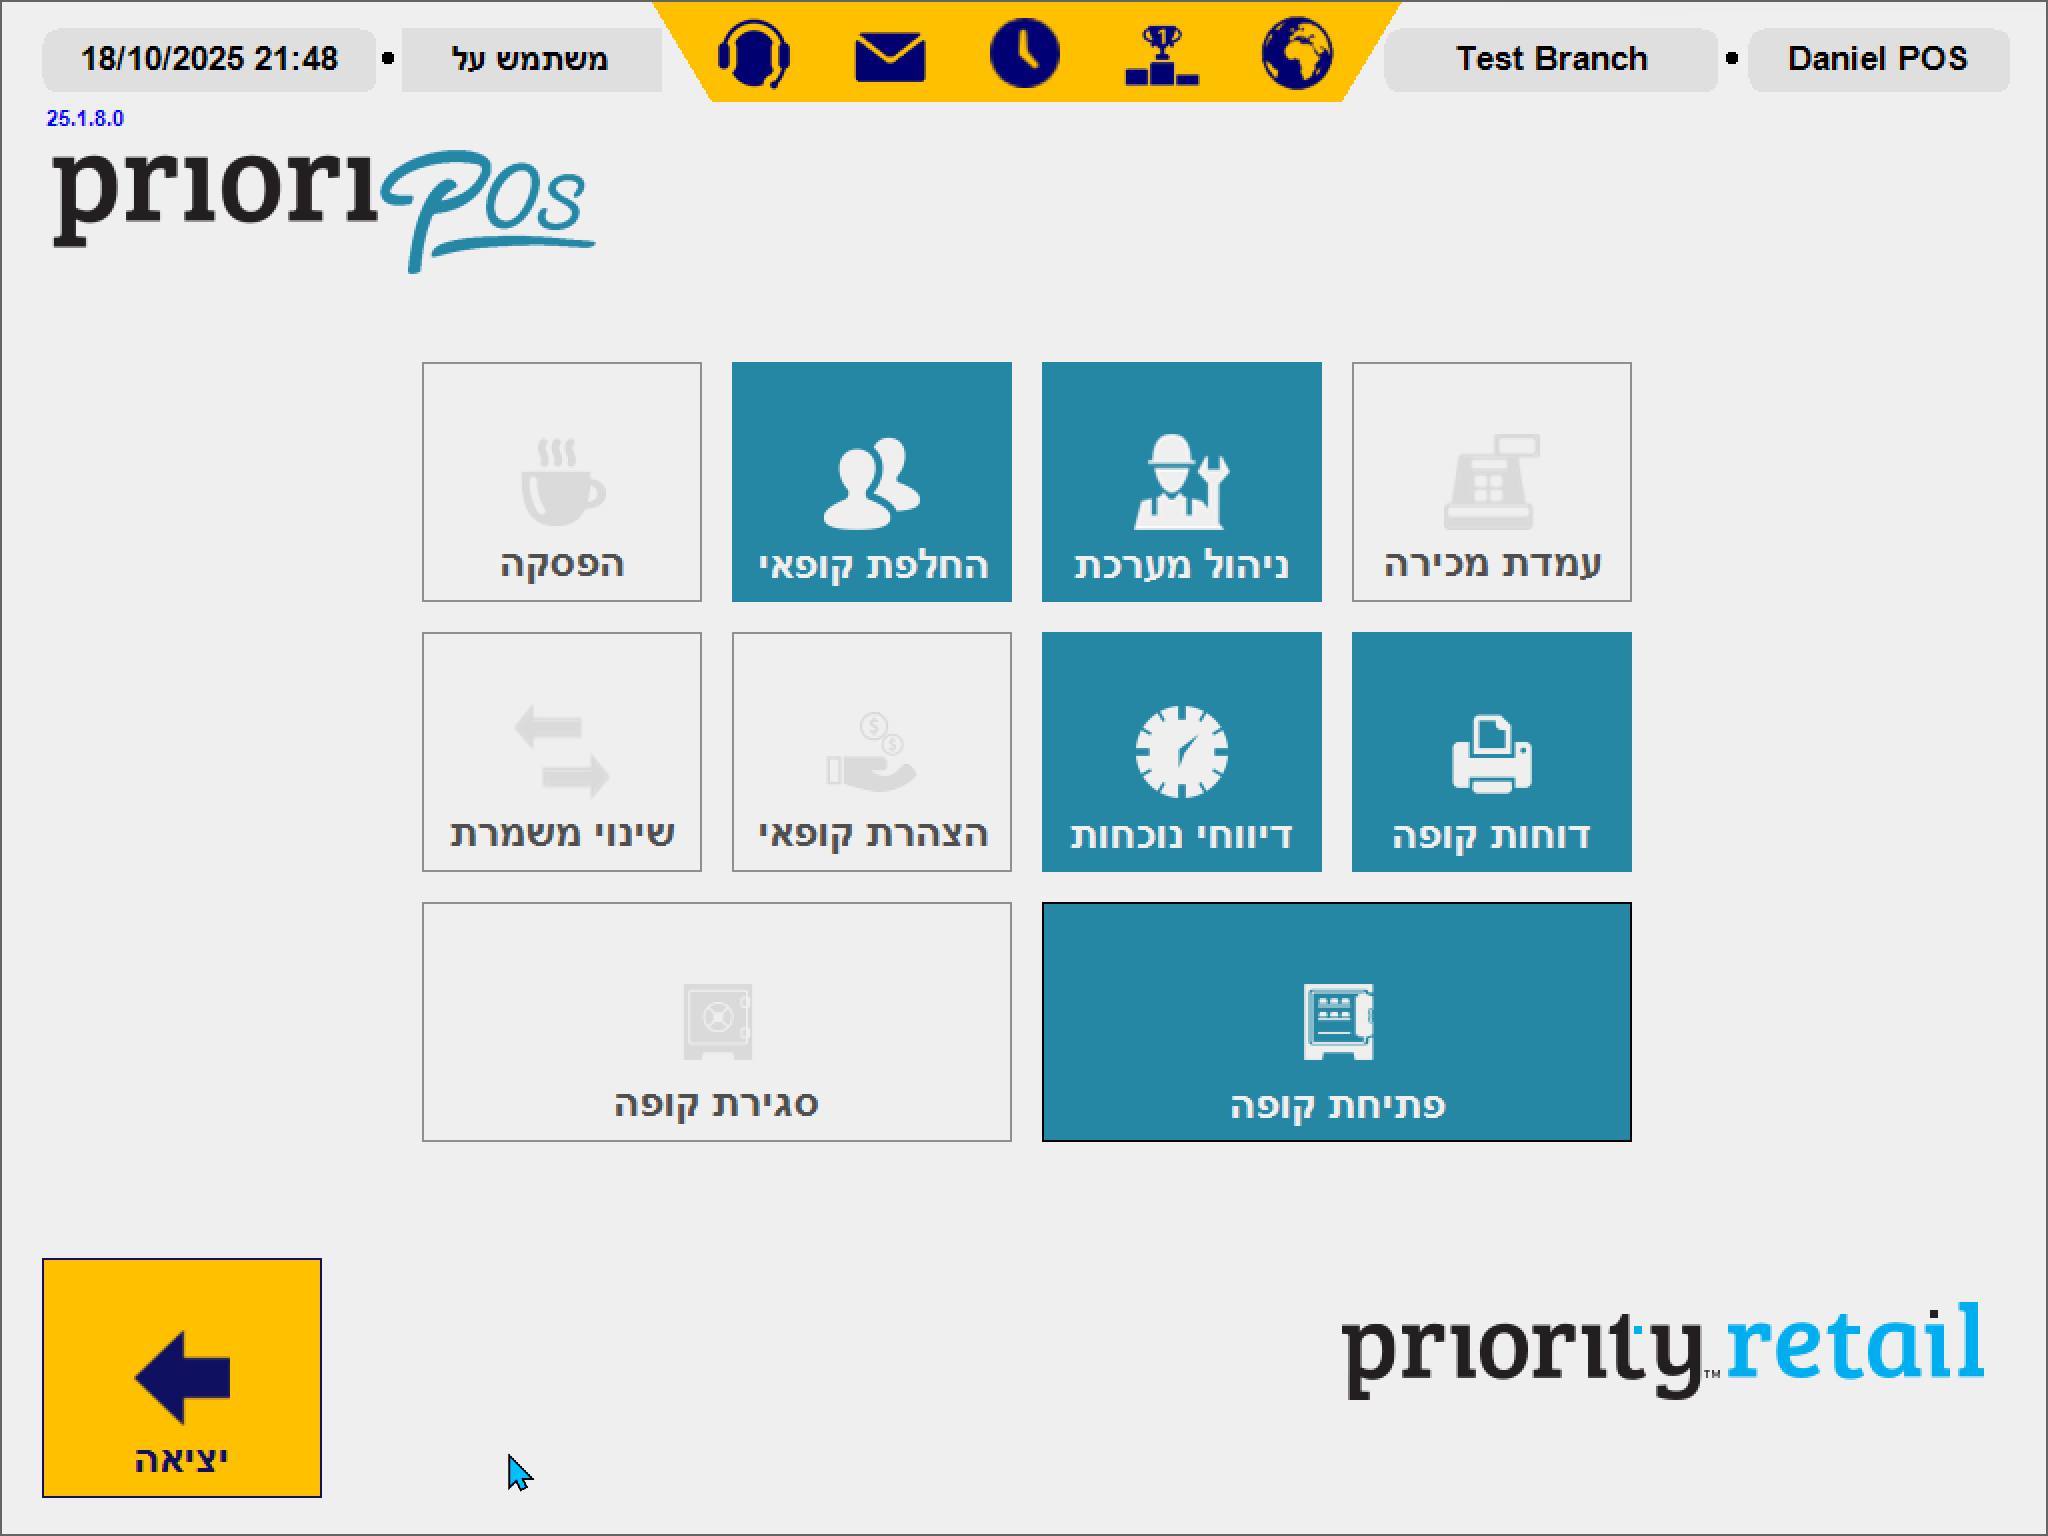 18/10/2025 21:48 • משתמש על
Test Branch • Daniel POS
25.1.8.0
prioriPOS
עמדת מכירה
ניהול מערכת
החלפת קופאי
הפסקה
דוחות קופה
דיווחי נוכחות
הצהרת קופאי
שינוי משמרת
פתיחת קופה
סגירת קופה
יציאה
priority™ retail